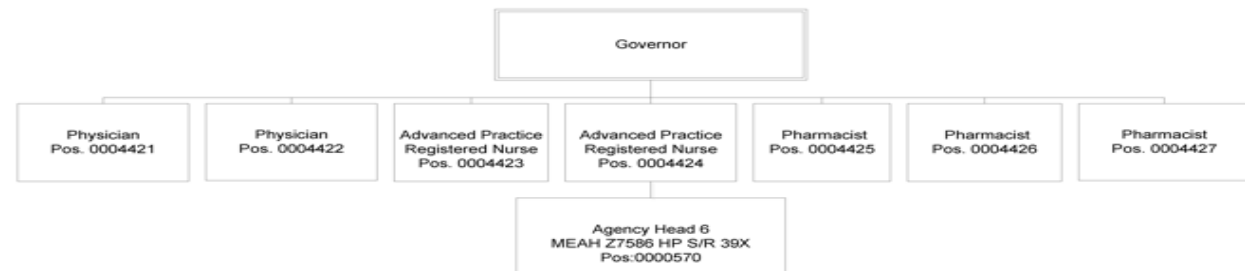 Governor
Physician
Pos. 0004421
Physician
Pos. 0004422
Advanced Practice
Registered Nurse
Pos. 0004423
Advanced Practice
Registered Nurse
Pos. 0004424
Pharmacist
Pos. 0004425
Pharmacist
Pos. 0004426
Pharmacist
Pos. 0004427
Agency Head 6
MEAH Z7586 HP S/R 39X
Pos:0000570